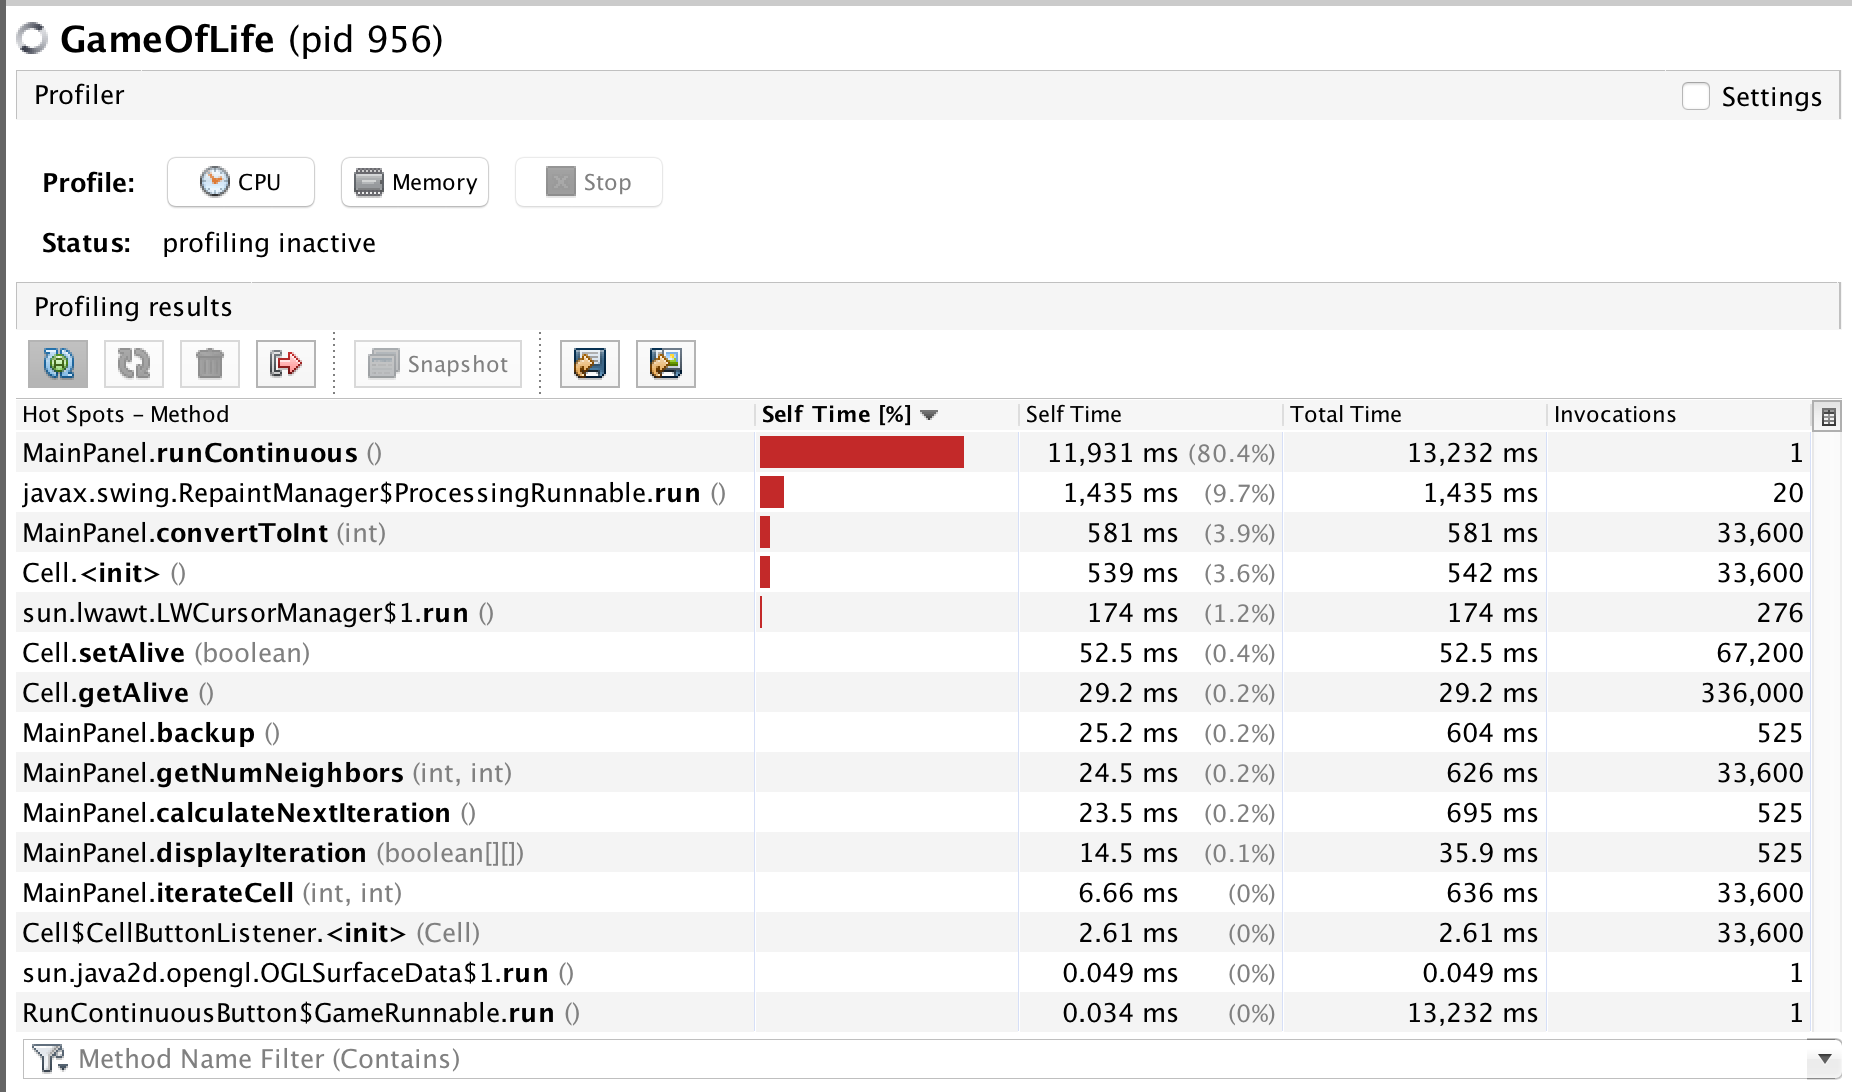 GameOfLife (pid 956)
Profiler Settings
Profile: CPU Memory Stop
Status: profiling inactive
Profiling results
Snapshot
Hot Spots – Method Self Time [%] Self Time Total Time Invocations
MainPanel.runContinuous () 11,931 ms (80.4%) 13,232 ms 1
javax.swing.RepaintManager$ProcessingRunnable.run () 1,435 ms (9.7%) 1,435 ms 20
MainPanel.convertToInt (int) 581 ms (3.9%) 581 ms 33,600
Cell.<init> () 539 ms (3.6%) 542 ms 33,600
sun.lwawt.LWCursorManager$1.run () 174 ms (1.2%) 174 ms 276
Cell.setAlive (boolean) 52.5 ms (0.4%) 52.5 ms 67,200
Cell.getAlive () 29.2 ms (0.2%) 29.2 ms 336,000
MainPanel.backup () 25.2 ms (0.2%) 604 ms 525
MainPanel.getNumNeighbors (int, int) 24.5 ms (0.2%) 626 ms 33,600
MainPanel.calculateNextIteration () 23.5 ms (0.2%) 695 ms 525
MainPanel.displayIteration (boolean[][]) 14.5 ms (0.1%) 35.9 ms 525
MainPanel.iterateCell (int, int) 6.66 ms (0%) 636 ms 33,600
Cell$CellButtonListener.<init> (Cell) 2.61 ms (0%) 2.61 ms 33,600
sun.java2d.opengl.OGLSurfaceData$1.run () 0.049 ms (0%) 0.049 ms 1
RunContinuousButton$GameRunnable.run () 0.034 ms (0%) 13,232 ms 1
Method Name Filter (Contains)